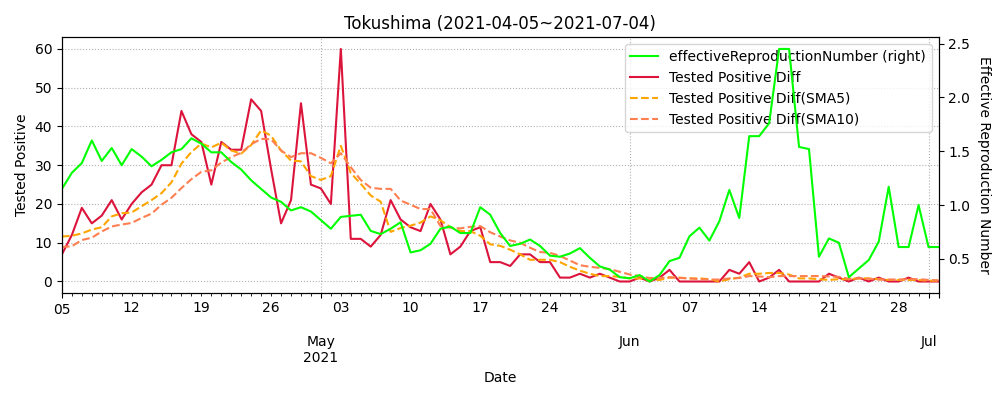 Tokushima (2021-04-05~2021-07-04)
effectiveReproductionNumber (right)
Tested Positive Diff
Tested Positive Diff(SMA5)
Tested Positive Diff(SMA10)
Tested Positive
60
50
40
30
20
10
0
2.5
2.0
1.5
1.0
0.5
Effective Reproduction Number
05 12 19 26 03 10 17 24 31 07 14 21 28
May Jun Jul
2021
Date